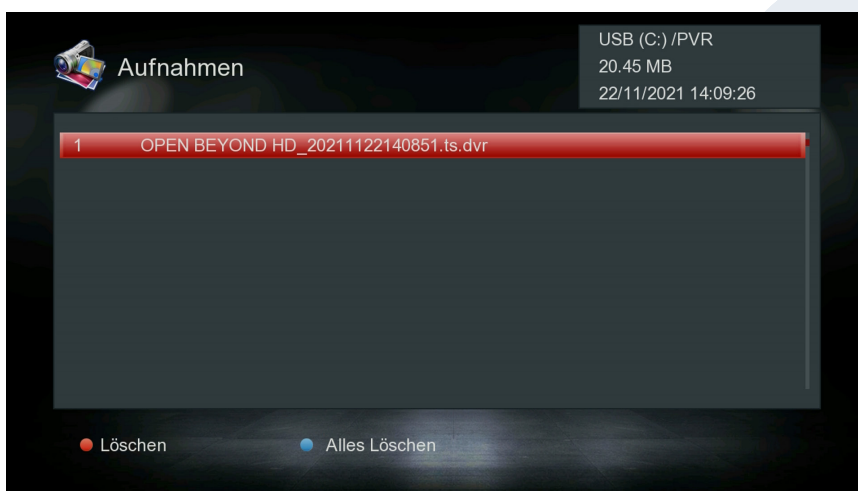 Aufnahmen
USB (C:) /PVR
20.45 MB
22/11/2021 14:09:26
1 OPEN BEYOND HD_20211122140851.ts.dvr
Löschen
Alles Löschen